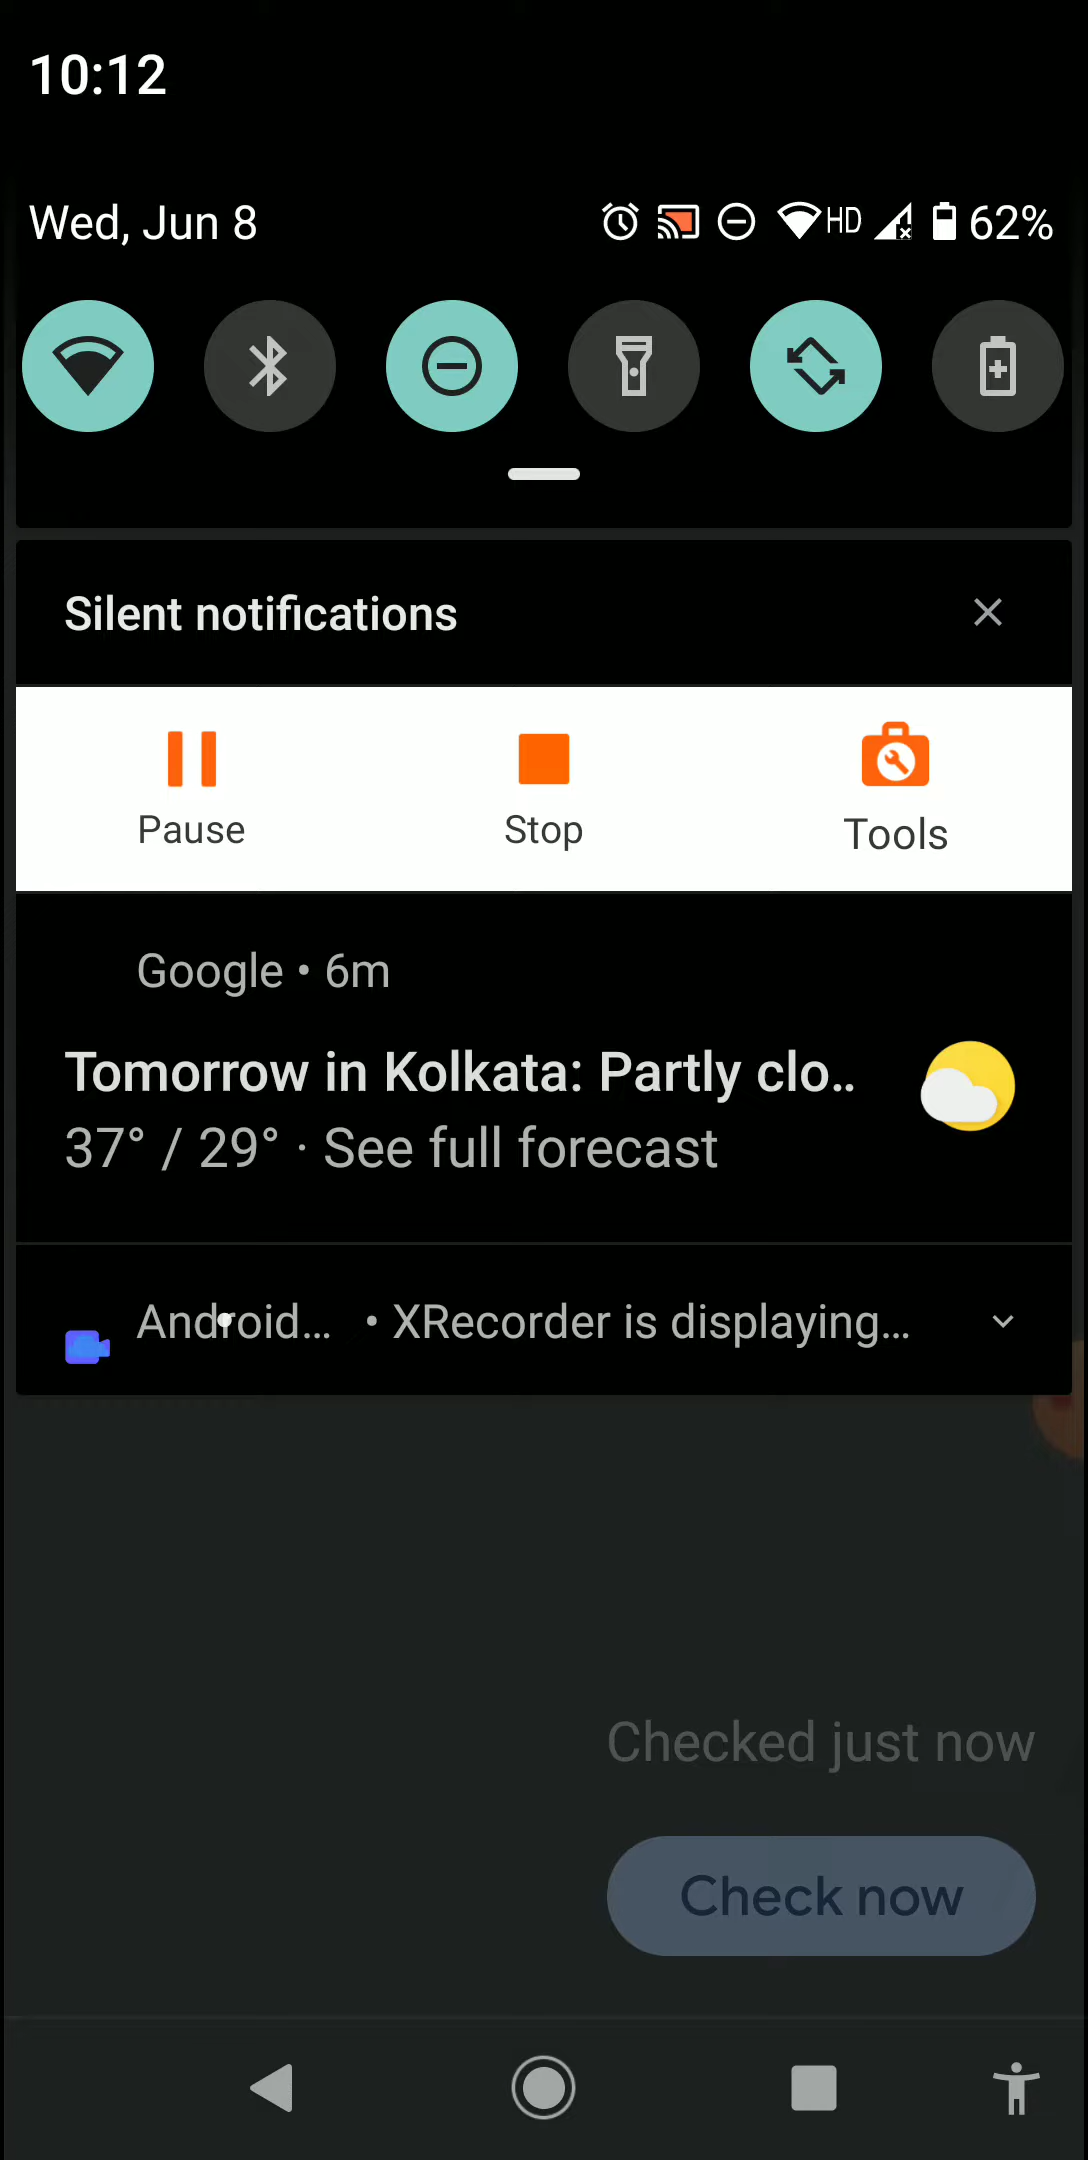 10:12
Wed, Jun 8 HD 62%
Silent notifications
Pause Stop Tools
Google • 6m
Tomorrow in Kolkata: Partly clo..
37° / 29° · See full forecast
Android... • XRecorder is displaying...
Checked just now
Check now